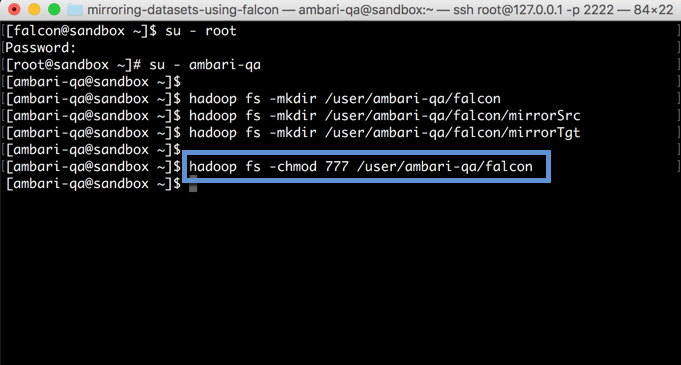 mirroring-datasets-using-falcon — ambari-qa@sandbox:~ — ssh root@127.0.0.1 -p 2222 — 84×22
[[falcon@sandbox ~]$ su - root
Password:
[[root@sandbox ~]# su - ambari-qa
[[ambari-qa@sandbox ~]$
[[ambari-qa@sandbox ~]$ hadoop fs -mkdir /user/ambari-qa/falcon
[[ambari-qa@sandbox ~]$ hadoop fs -mkdir /user/ambari-qa/falcon/mirrorSrc
[[ambari-qa@sandbox ~]$ hadoop fs -mkdir /user/ambari-qa/falcon/mirrorTgt
[[ambari-qa@sandbox ~]$
[[ambari-qa@sandbox ~]$ hadoop fs -chmod 777 /user/ambari-qa/falcon
[ambari-qa@sandbox ~]$